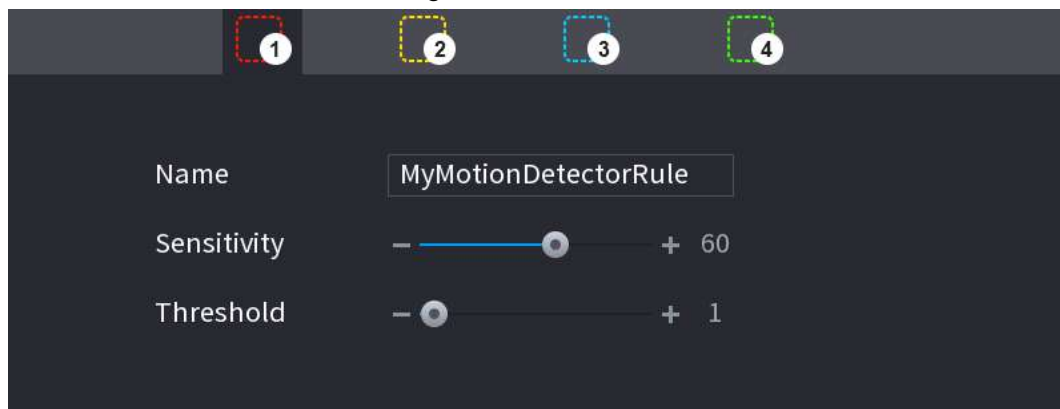 1 2 3 4
Name MyMotionDetectorRule
Sensitivity − + 60
Threshold − + 1